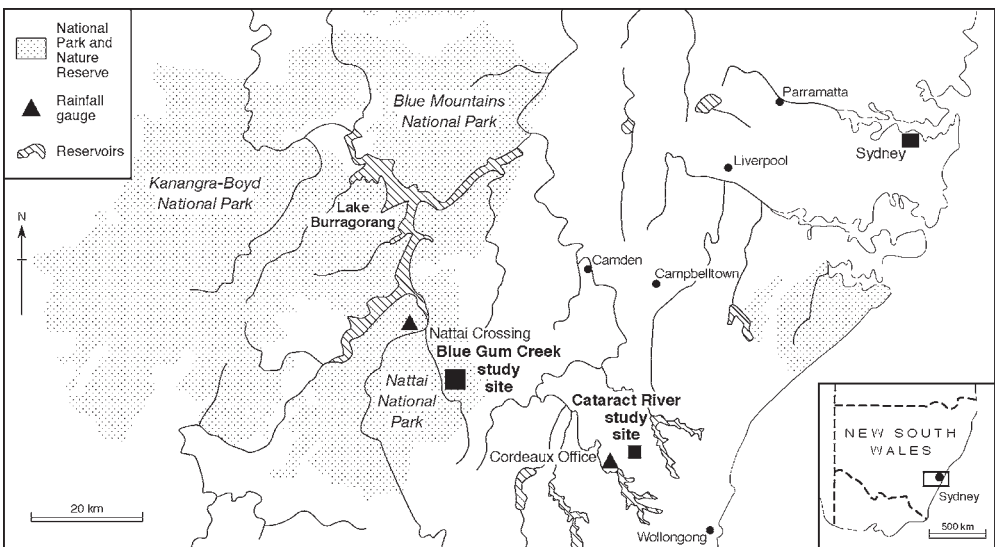 National
Park and
Nature
Reserve
Rainfall
gauge
Reservoirs
N
Blue Mountains
National Park
Parramatta
Sydney
Liverpool
Kanangra-Boyd
National Park
Lake
Burragorang
Camden
Campbelltown
Nattai Crossing
Blue Gum Creek
study
site
Nattai
National
Park
Cataract River
study
site
Cordeaux Office
Wollongong
20 km
NEW SOUTH
WALES
Sydney
500 km